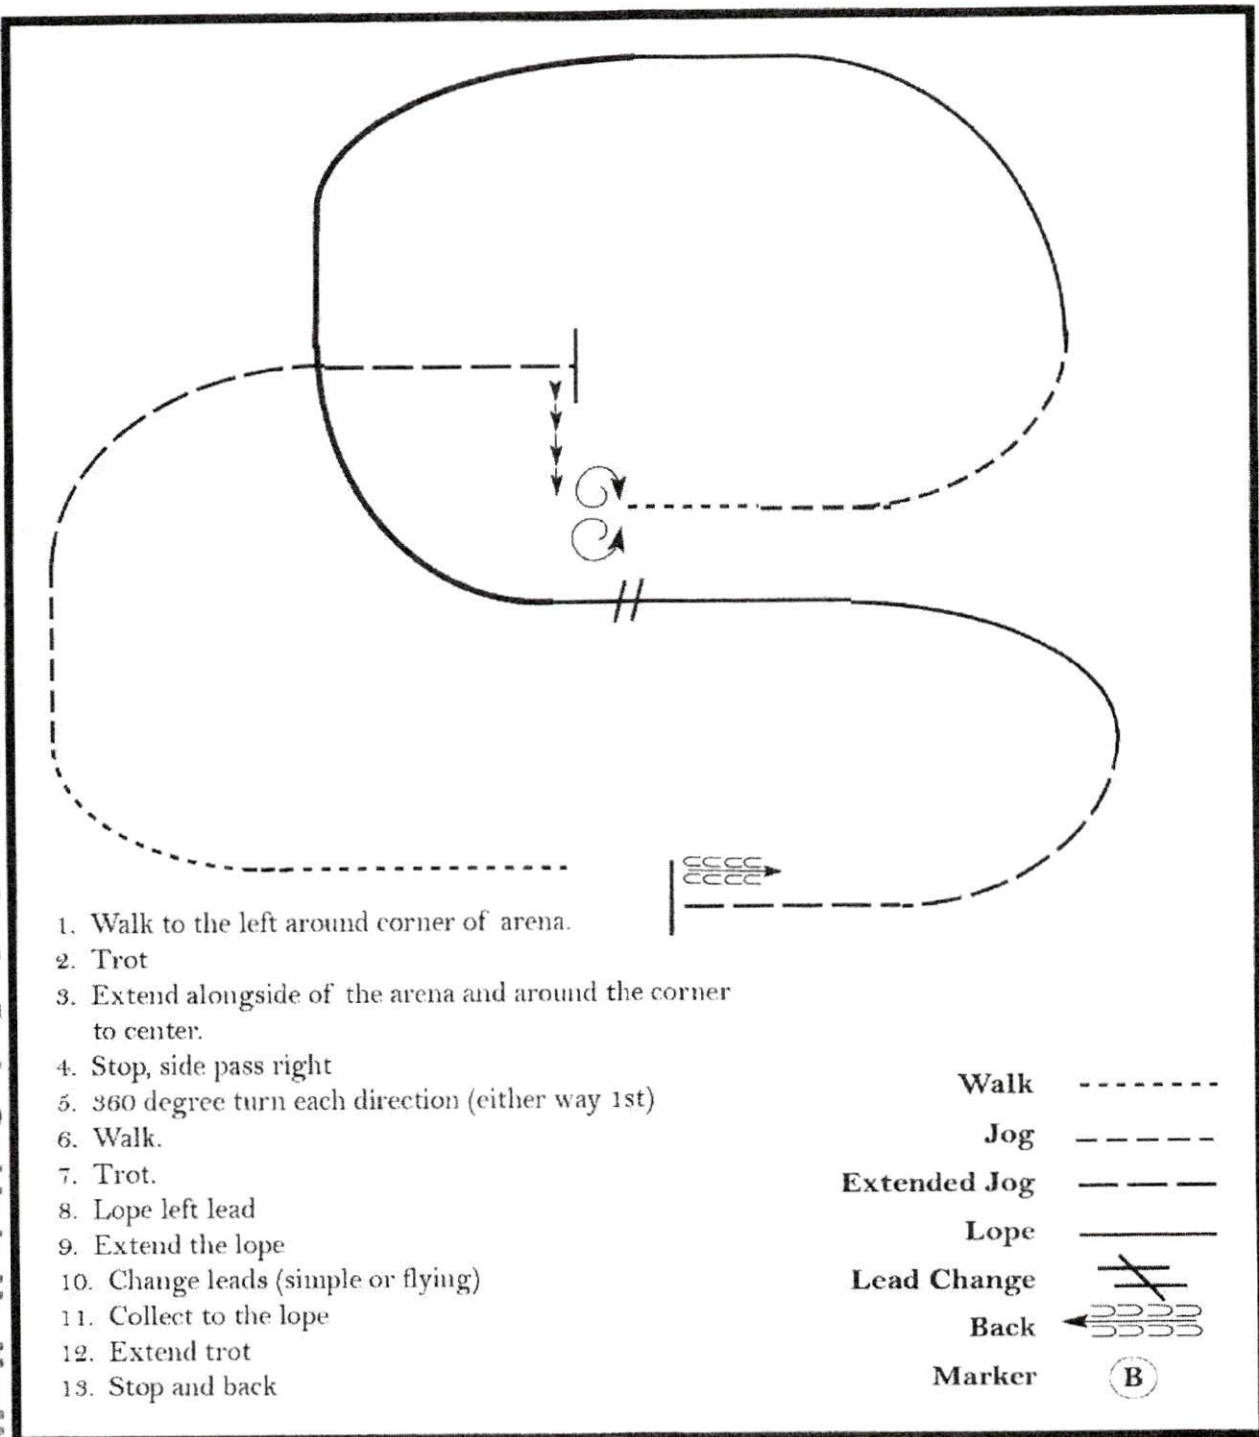 1. Walk to the left around corner of arena.
2. Trot
3. Extend alongside of the arena and around the corner
to center.
4. Stop, side pass right
5. 360 degree turn each direction (either way 1st)
6. Walk.
7. Trot.
8. Lope left lead
9. Extend the lope
10. Change leads (simple or flying)
11. Collect to the lope
12. Extend trot
13. Stop and back
Walk
Jog
Extended Jog
Lope
Lead Change
Back
Marker B